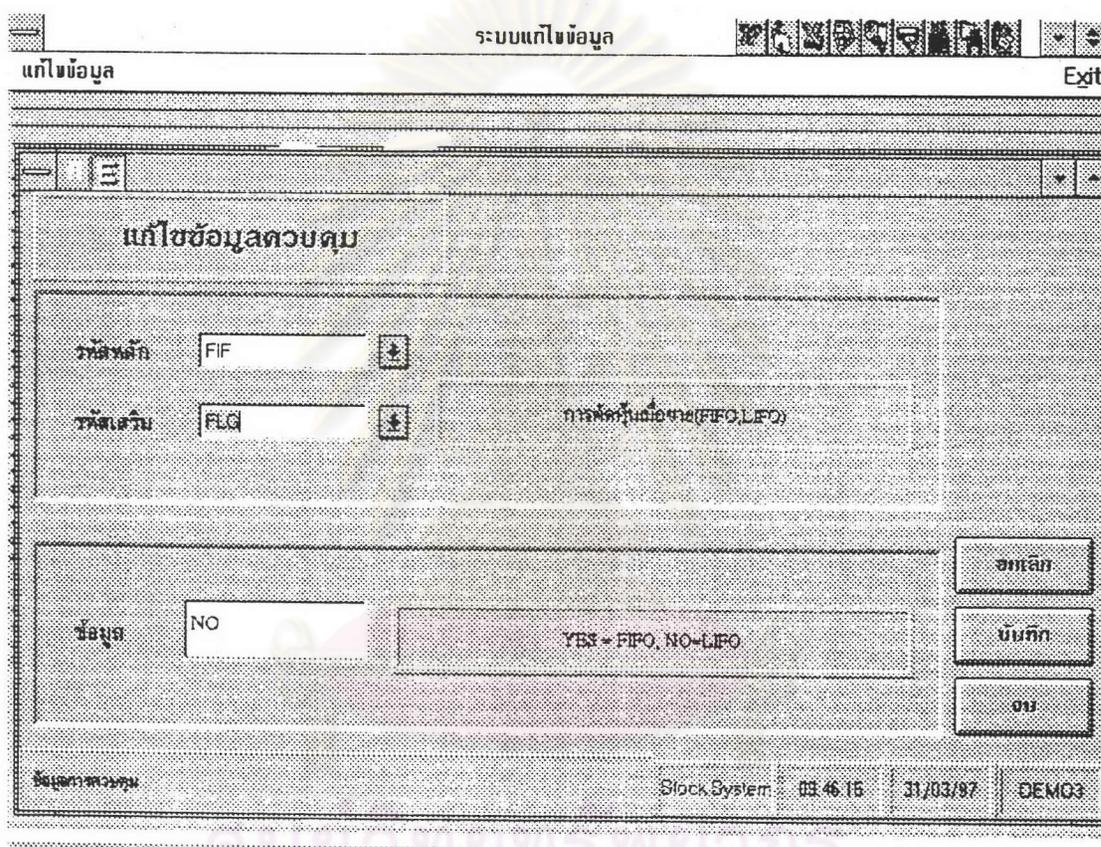 ระบบแก้ไขข้อมูล
แก้ไขข้อมูล Exit
แก้ไขข้อมูลควบคุม
รหัสหลัก FIF
รหัสเสริม FLG การตัดหุ้นเมื่อขาย(FIFO,LIFO)
ยกเลิก
ข้อมูล NO YES = FIFO, NO=LIFO บันทึก
จบ
ข้อมูลการควบคุม Stock System 03:46:15 31/03/97 DEMO3